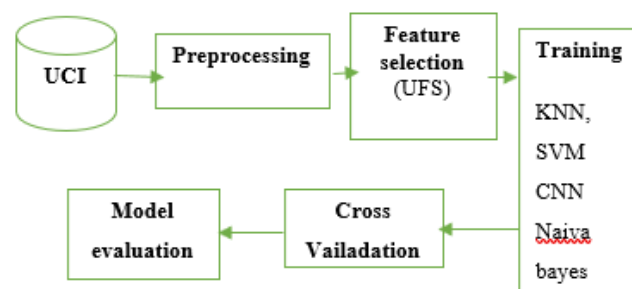 UCI
Preprocessing
Feature
selection
(UFS)
Training
KNN,
SVM
CNN
Naiva
bayes
Cross
Vailadation
Model
evaluation